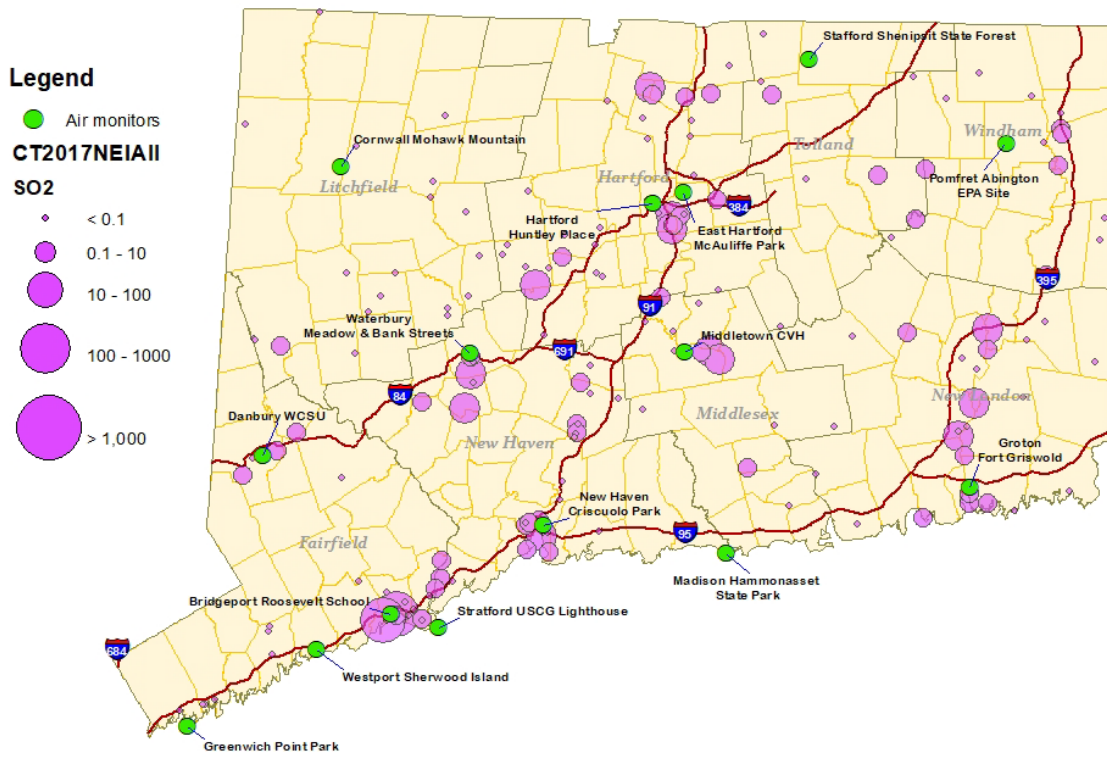 Legend
Air monitors
CT2017NEIAII
SO2
< 0.1
0.1 - 10
10 - 100
100 - 1000
> 1,000
Stafford Shenipsit State Forest
Cornwall Mohawk Mountain
Litchfield
Hartford
Tolland
Windham
Pomfret Abington
EPA Site
Hartford
Huntley Place
384
East Hartford
McAuliffe Park
395
91
Waterbury
Meadow & Bank Streets
691
Middletown CVH
84
Danbury WCSU
New Haven
Middlesex
New London
Groton
Fort Griswold
New Haven
Criscuolo Park
95
Fairfield
Madison Hammonasset
State Park
Bridgeport Roosevelt School
Stratford USCG Lighthouse
684
Westport Sherwood Island
Greenwich Point Park